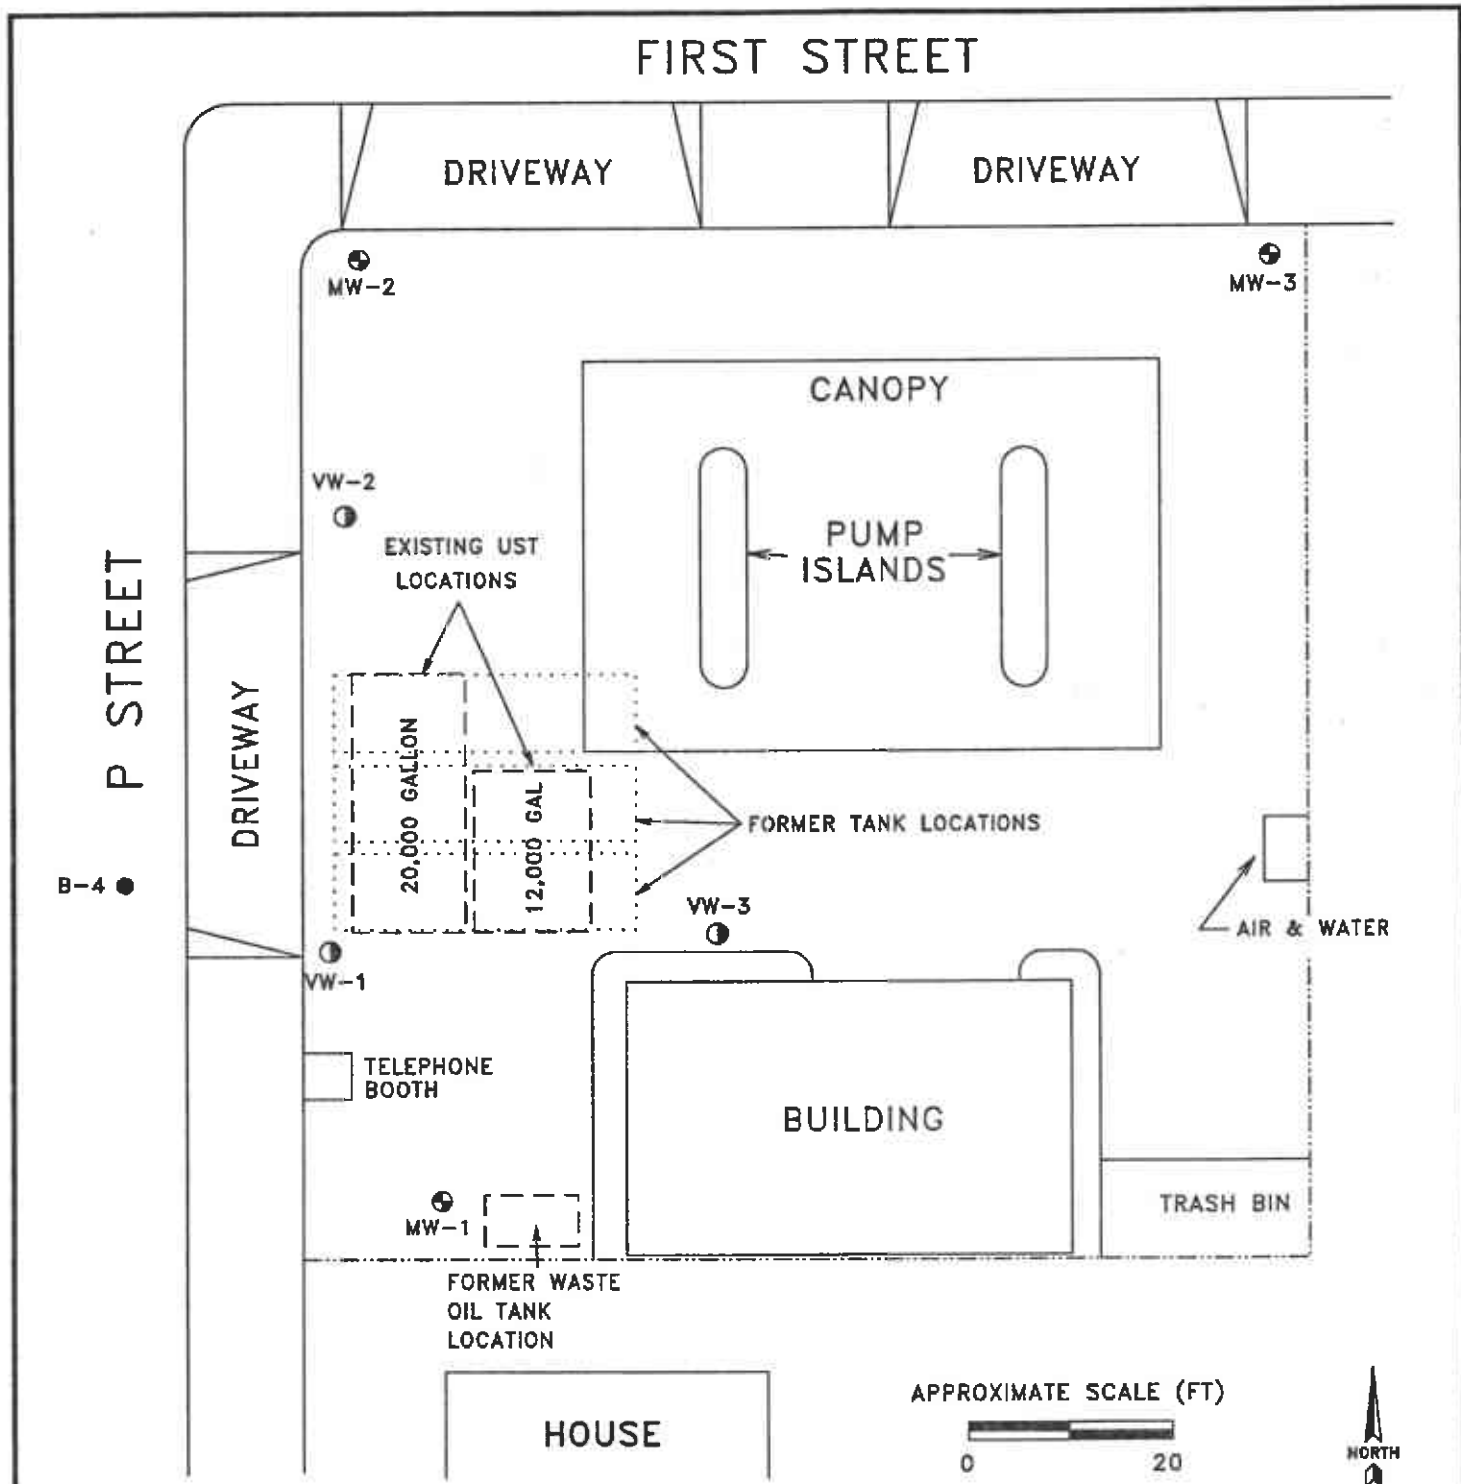 FIRST STREET
DRIVEWAY
DRIVEWAY
MW-2
MW-3
CANOPY
VW-2
EXISTING UST
LOCATIONS
PUMP
ISLANDS
P STREET
DRIVEWAY
20,000 GALLON
12,000 GAL
FORMER TANK LOCATIONS
B-4
VW-3
AIR & WATER
VW-1
TELEPHONE
BOOTH
BUILDING
TRASH BIN
MW-1
FORMER WASTE
OIL TANK
LOCATION
HOUSE
APPROXIMATE SCALE (FT)
0 20
NORTH